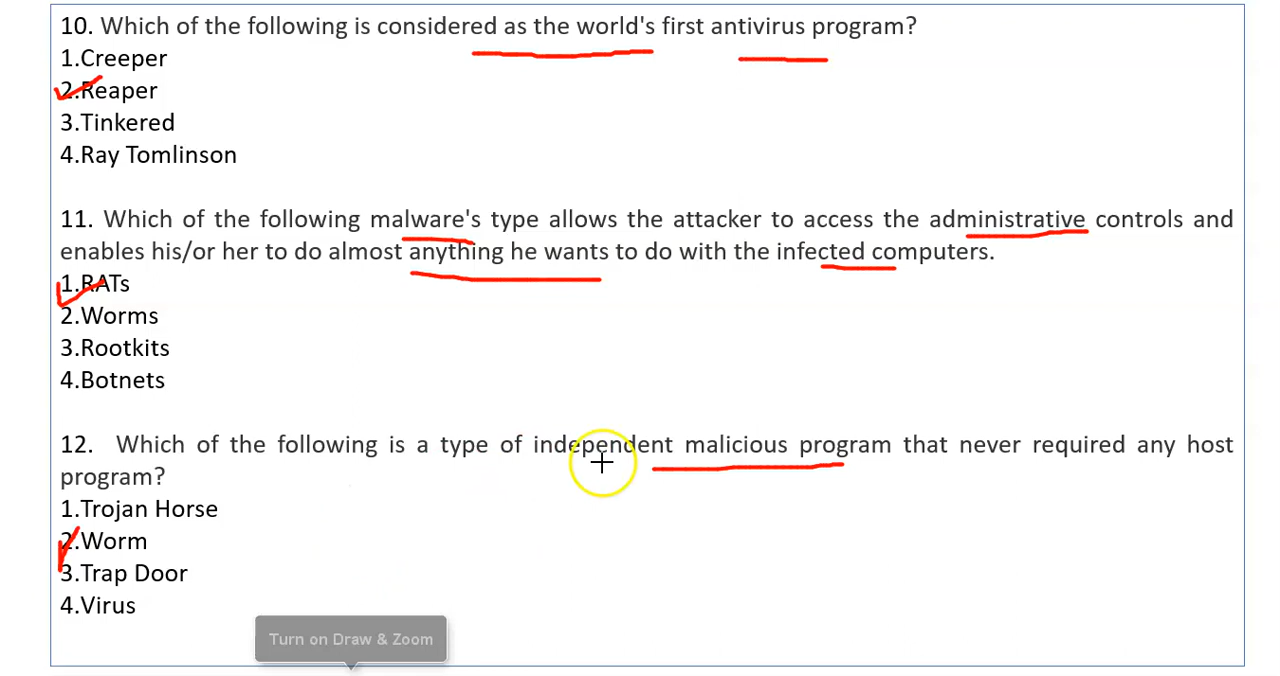 10. Which of the following is considered as the world's first antivirus program?
1.Creeper
2.Reaper
3.Tinkered
4.Ray Tomlinson
11. Which of the following malware's type allows the attacker to access the administrative controls and
enables his/or her to do almost anything he wants to do with the infected computers.
1.RATs
2.Worms
3.Rootkits
4.Botnets
12. Which of the following is a type of independent malicious program that never required any host
program?
1.Trojan Horse
2.Worm
3.Trap Door
4.Virus
Turn on Draw & Zoom